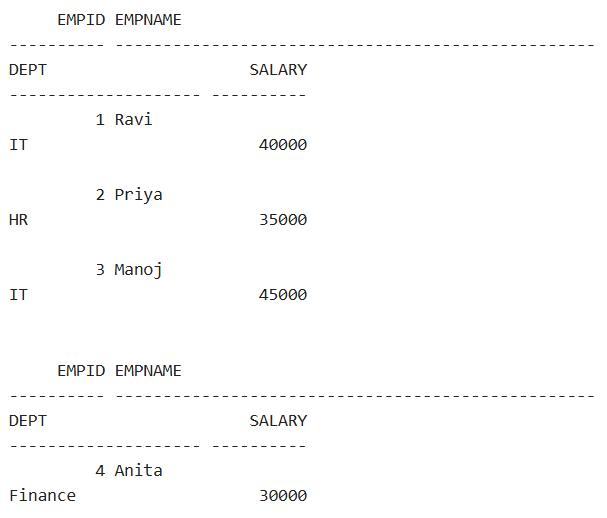 EMPID EMPNAME
---------- --------------------------------------------------
DEPT                     SALARY
-------------------- ----------
         1 Ravi
IT                        40000

         2 Priya
HR                        35000

         3 Manoj
IT                        45000


     EMPID EMPNAME
---------- --------------------------------------------------
DEPT                     SALARY
-------------------- ----------
         4 Anita
Finance                   30000